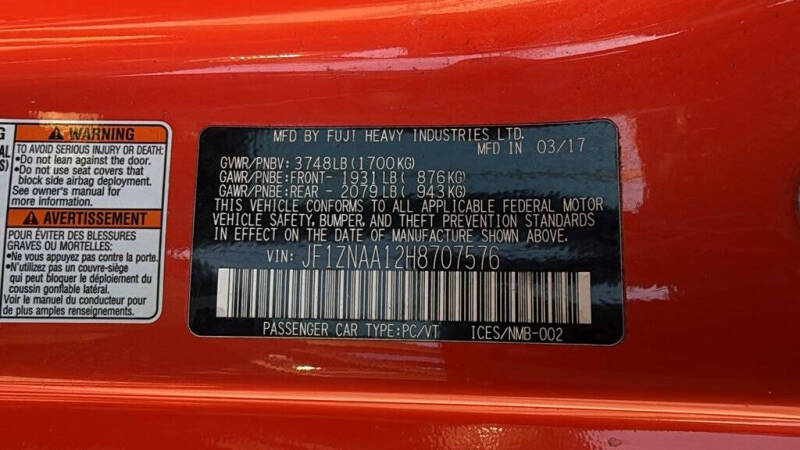 WARNING
TO AVOID SERIOUS INJURY OR DEATH:
•Do not lean against the door.
•Do not use seat covers that
block side airbag deployment.
See owner's manual for
more information.
AVERTISSEMENT
POUR ÉVITER DES BLESSURES
GRAVES OU MORTELLES:
•Ne vous appuyez pas contre la porte.
•N'utilisez pas un couvre-siège
qui peut bloquer le déploiement du
coussin gonflable latéral.
Voir le manuel du conducteur pour
de plus amples informations.
MFD BY FUJI HEAVY INDUSTRIES LTD.
MFD IN 03/17
GVWR/PNBV: 3748LB(1700KG)
GAWR/PNBE:FRONT- 1931LB( 876KG)
GAWR/PNBE:REAR - 2079LB( 943KG)
THIS VEHICLE CONFORMS TO ALL APPLICABLE FEDERAL MOTOR
VEHICLE SAFETY, BUMPER, AND THEFT PREVENTION STANDARDS
IN EFFECT ON THE DATE OF MANUFACTURE SHOWN ABOVE.
VIN: JF1ZNAA12H8707576
PASSENGER CAR TYPE:PC/VT ICES/NMB-002